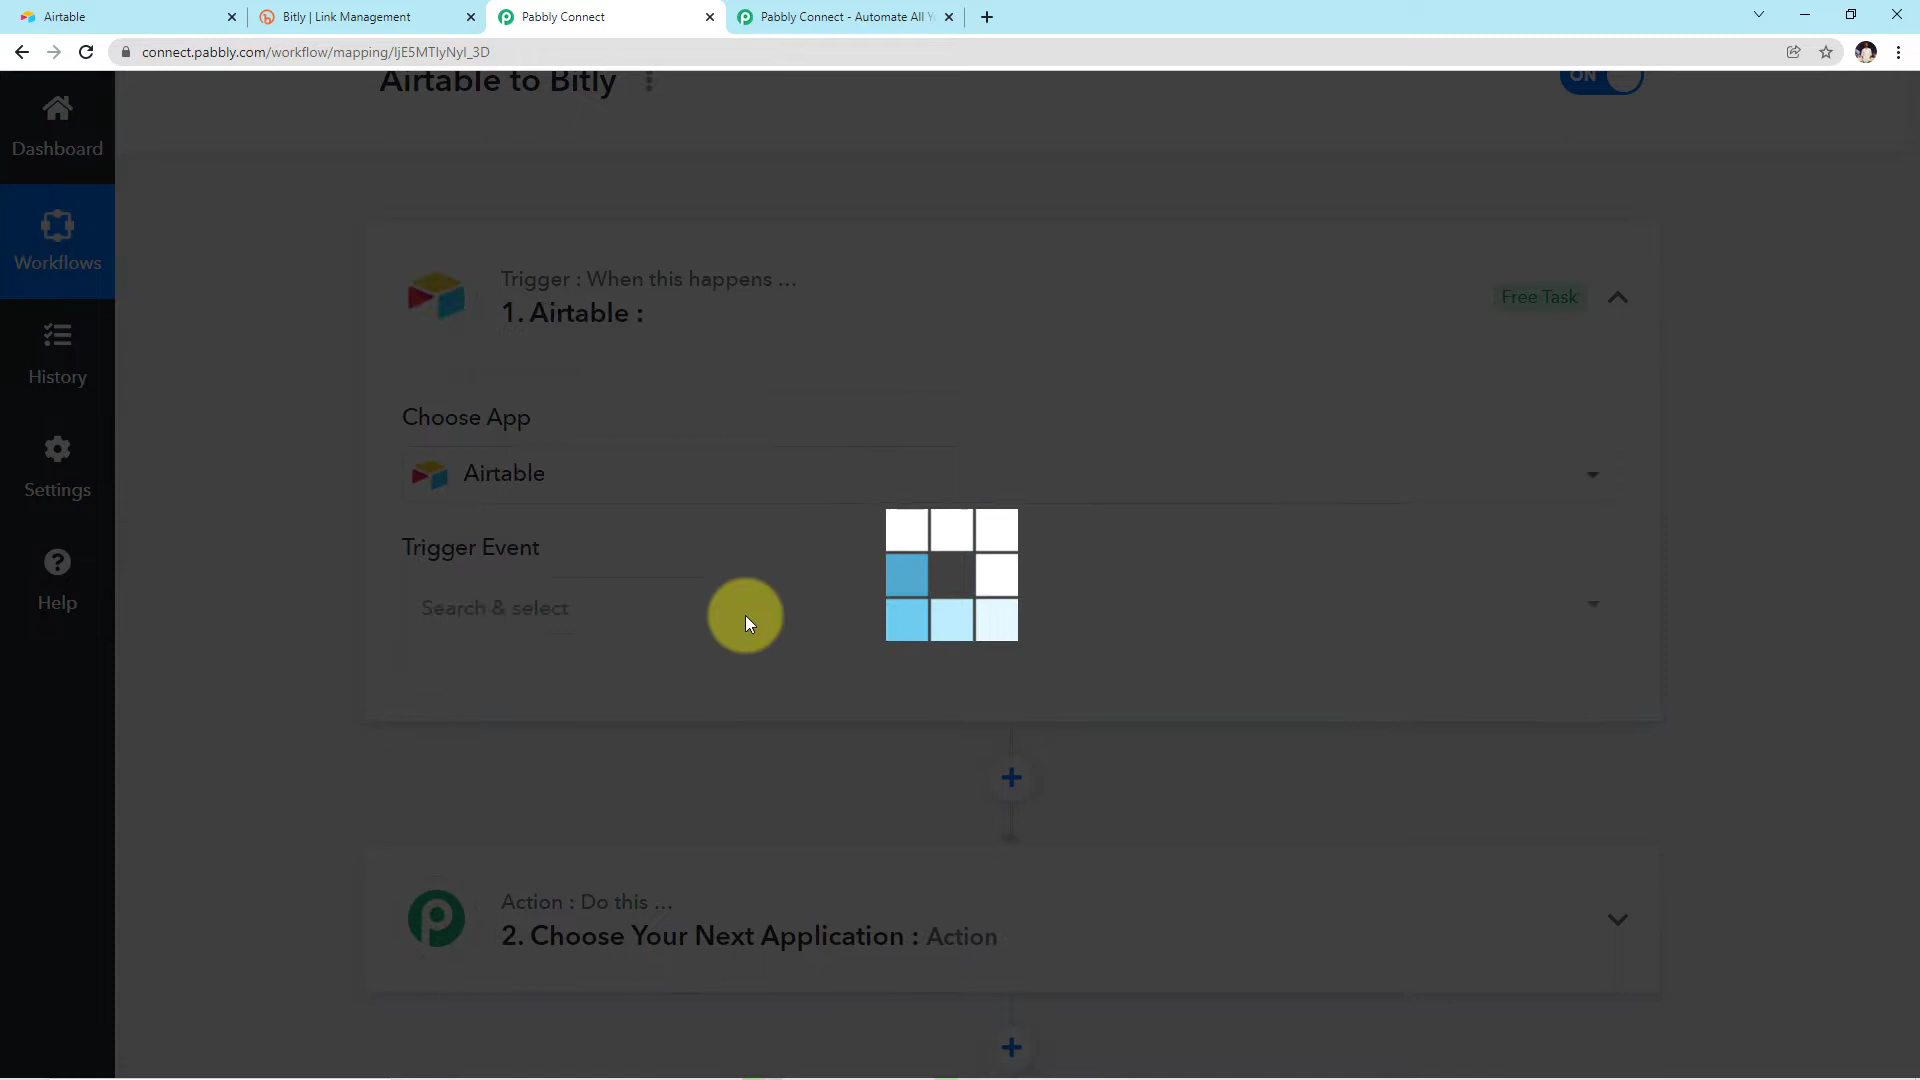 Airtable
Bitly | Link Management
Pabbly Connect
Pabbly Connect - Automate All Y
connect.pabbly.com/workflow/mapping/IjE5MTIyNyI_3D
Airtable to Bitly
ON
Dashboard
Workflows
History
Settings
Help
Trigger : When this happens ...
1. Airtable :
Free Task
Choose App
Airtable
Trigger Event
Search & select
Action : Do this ...
2. Choose Your Next Application : Action